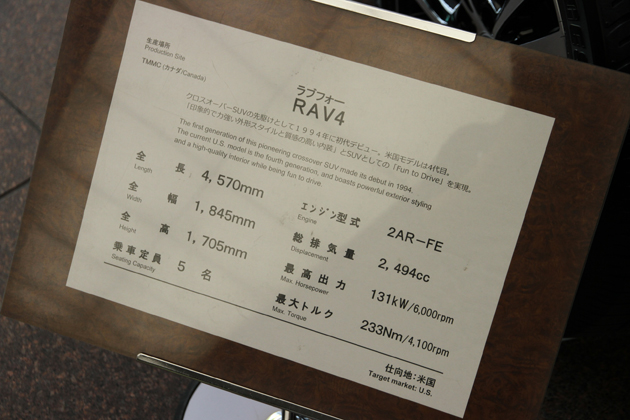 生産場所
Production Site
TMMC (カナダ/Canada)
ラブフォー
RAV4
クロスオーバーSUVの先駆けとして1994年に初代デビュー。米国モデルは4代目。
「印象的で力強い外形スタイルと質感の高い内装」とSUVとしての「Fun to Drive」を実現。
The first generation of this pioneering crossover SUV made its debut in 1994.
The current U.S. model is the fourth generation, and boasts powerful exterior styling
and a high-quality interior while being fun to drive.
全長 4,570mm
Length
全幅 1,845mm
Width
全高 1,705mm
Height
乗車定員 5名
Seating Capacity
エンジン型式 2AR-FE
Engine
総排気量 2,494cc
Displacement
最高出力 131kW/6,000rpm
Max. Horsepower
最大トルク 233Nm/4,100rpm
Max. Torque
仕向地:米国
Target market: U.S.